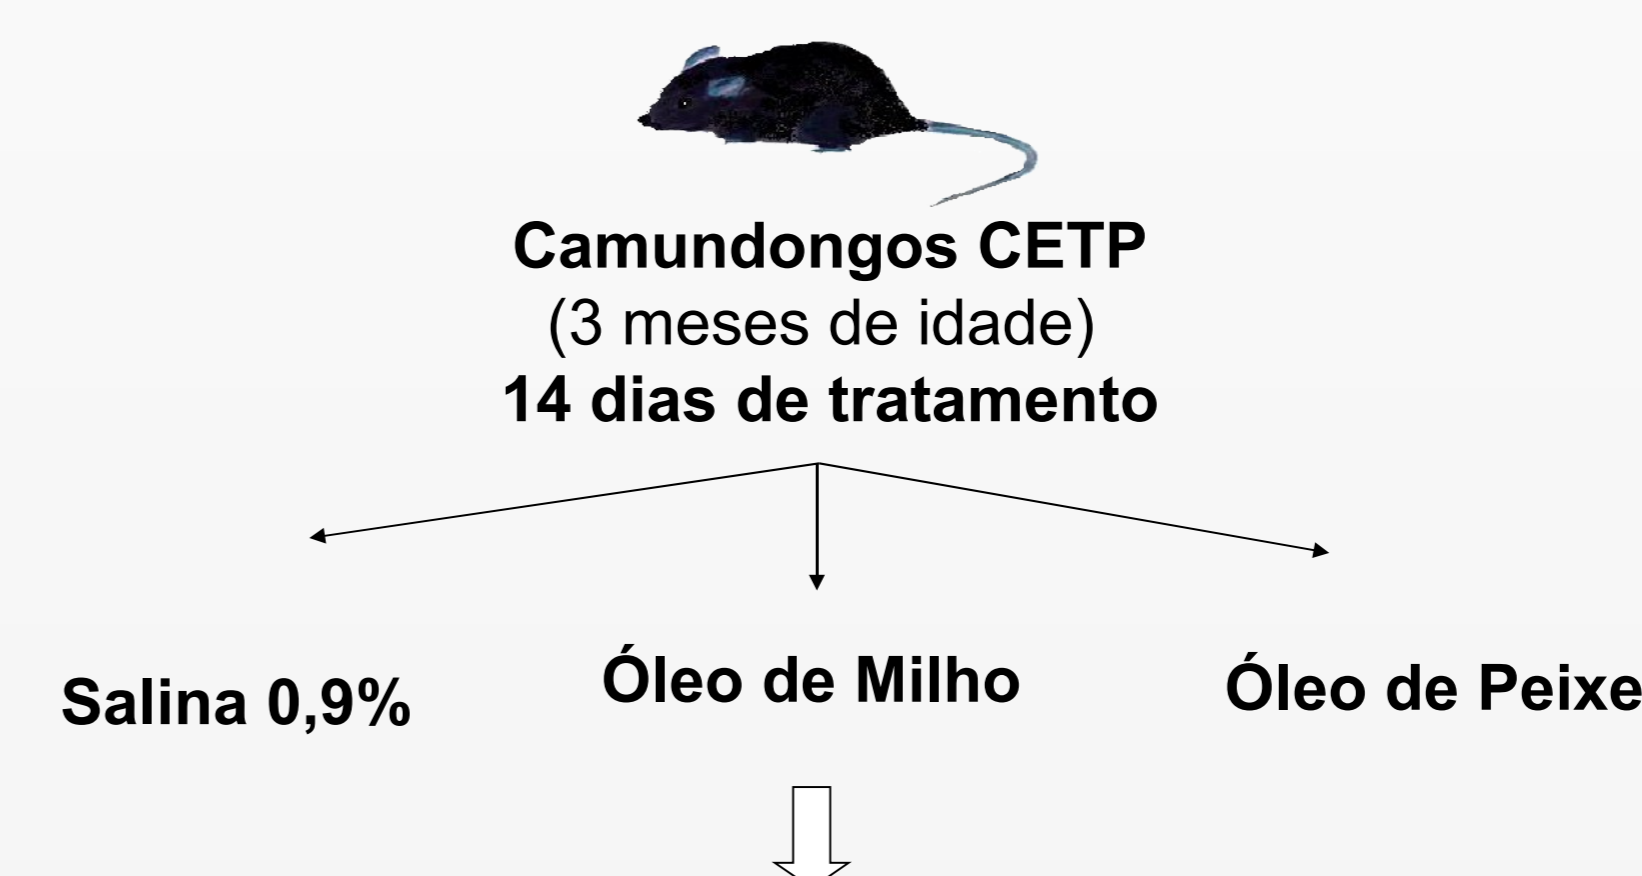 Camundongos CETP
(3 meses de idade)
14 dias de tratamento
Salina 0,9%
Óleo de Milho
Óleo de Peixe